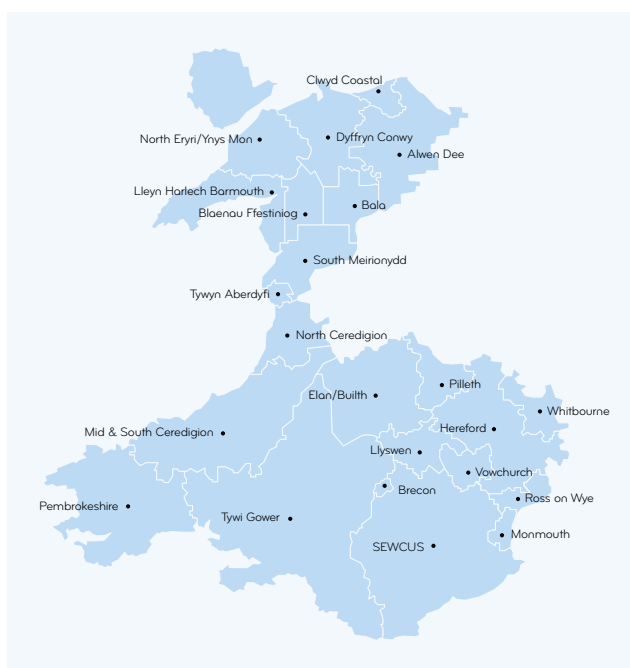 Clwyd Coastal
North Eryri/Ynys Mon
Dyffryn Conwy
Alwen Dee
Lleyn Harlech Barmouth
Bala
Blaenau Ffestiniog
South Meirionydd
Tywyn Aberdyfi
North Ceredigion
Pilleth
Elan/Builth
Whitbourne
Hereford
Mid & South Ceredigion
Llyswen
Vowchurch
Brecon
Ross on Wye
Pembrokeshire
Tywi Gower
Monmouth
SEWCUS